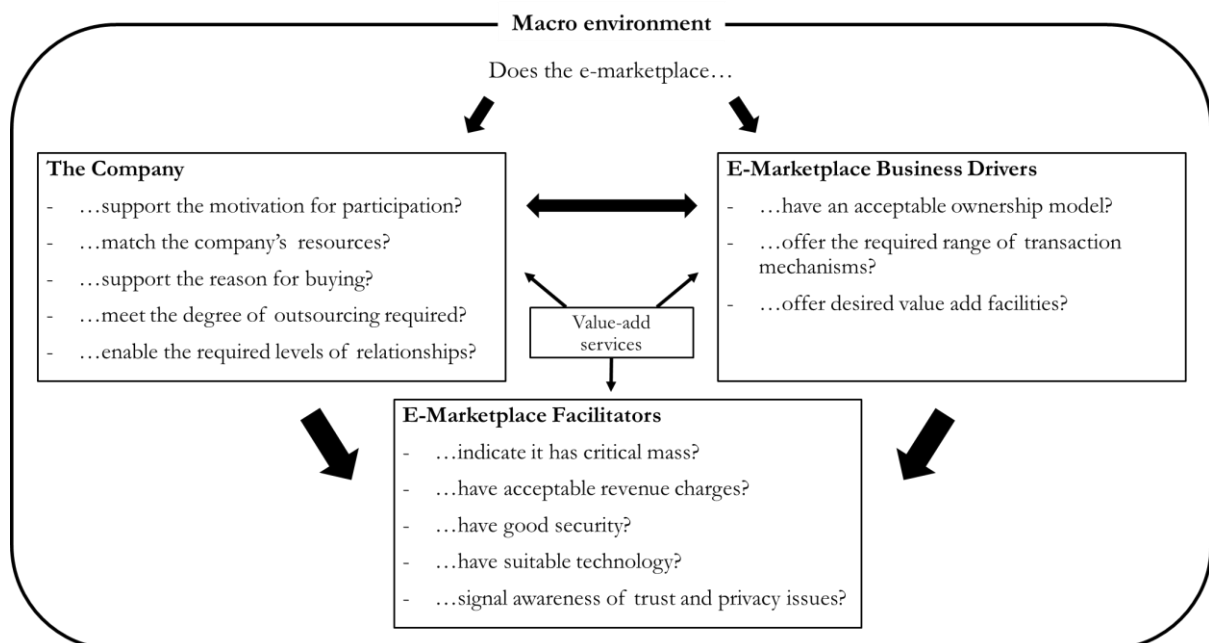 Macro environment
Does the e-marketplace…
The Company
- …support the motivation for participation?
- …match the company’s resources?
- …support the reason for buying?
- …meet the degree of outsourcing required?
- …enable the required levels of relationships?
E-Marketplace Business Drivers
- …have an acceptable ownership model?
- …offer the required range of transaction
mechanisms?
- …offer desired value add facilities?
Value-add
services
E-Marketplace Facilitators
- …indicate it has critical mass?
- …have acceptable revenue charges?
- …have good security?
- …have suitable technology?
- …signal awareness of trust and privacy issues?